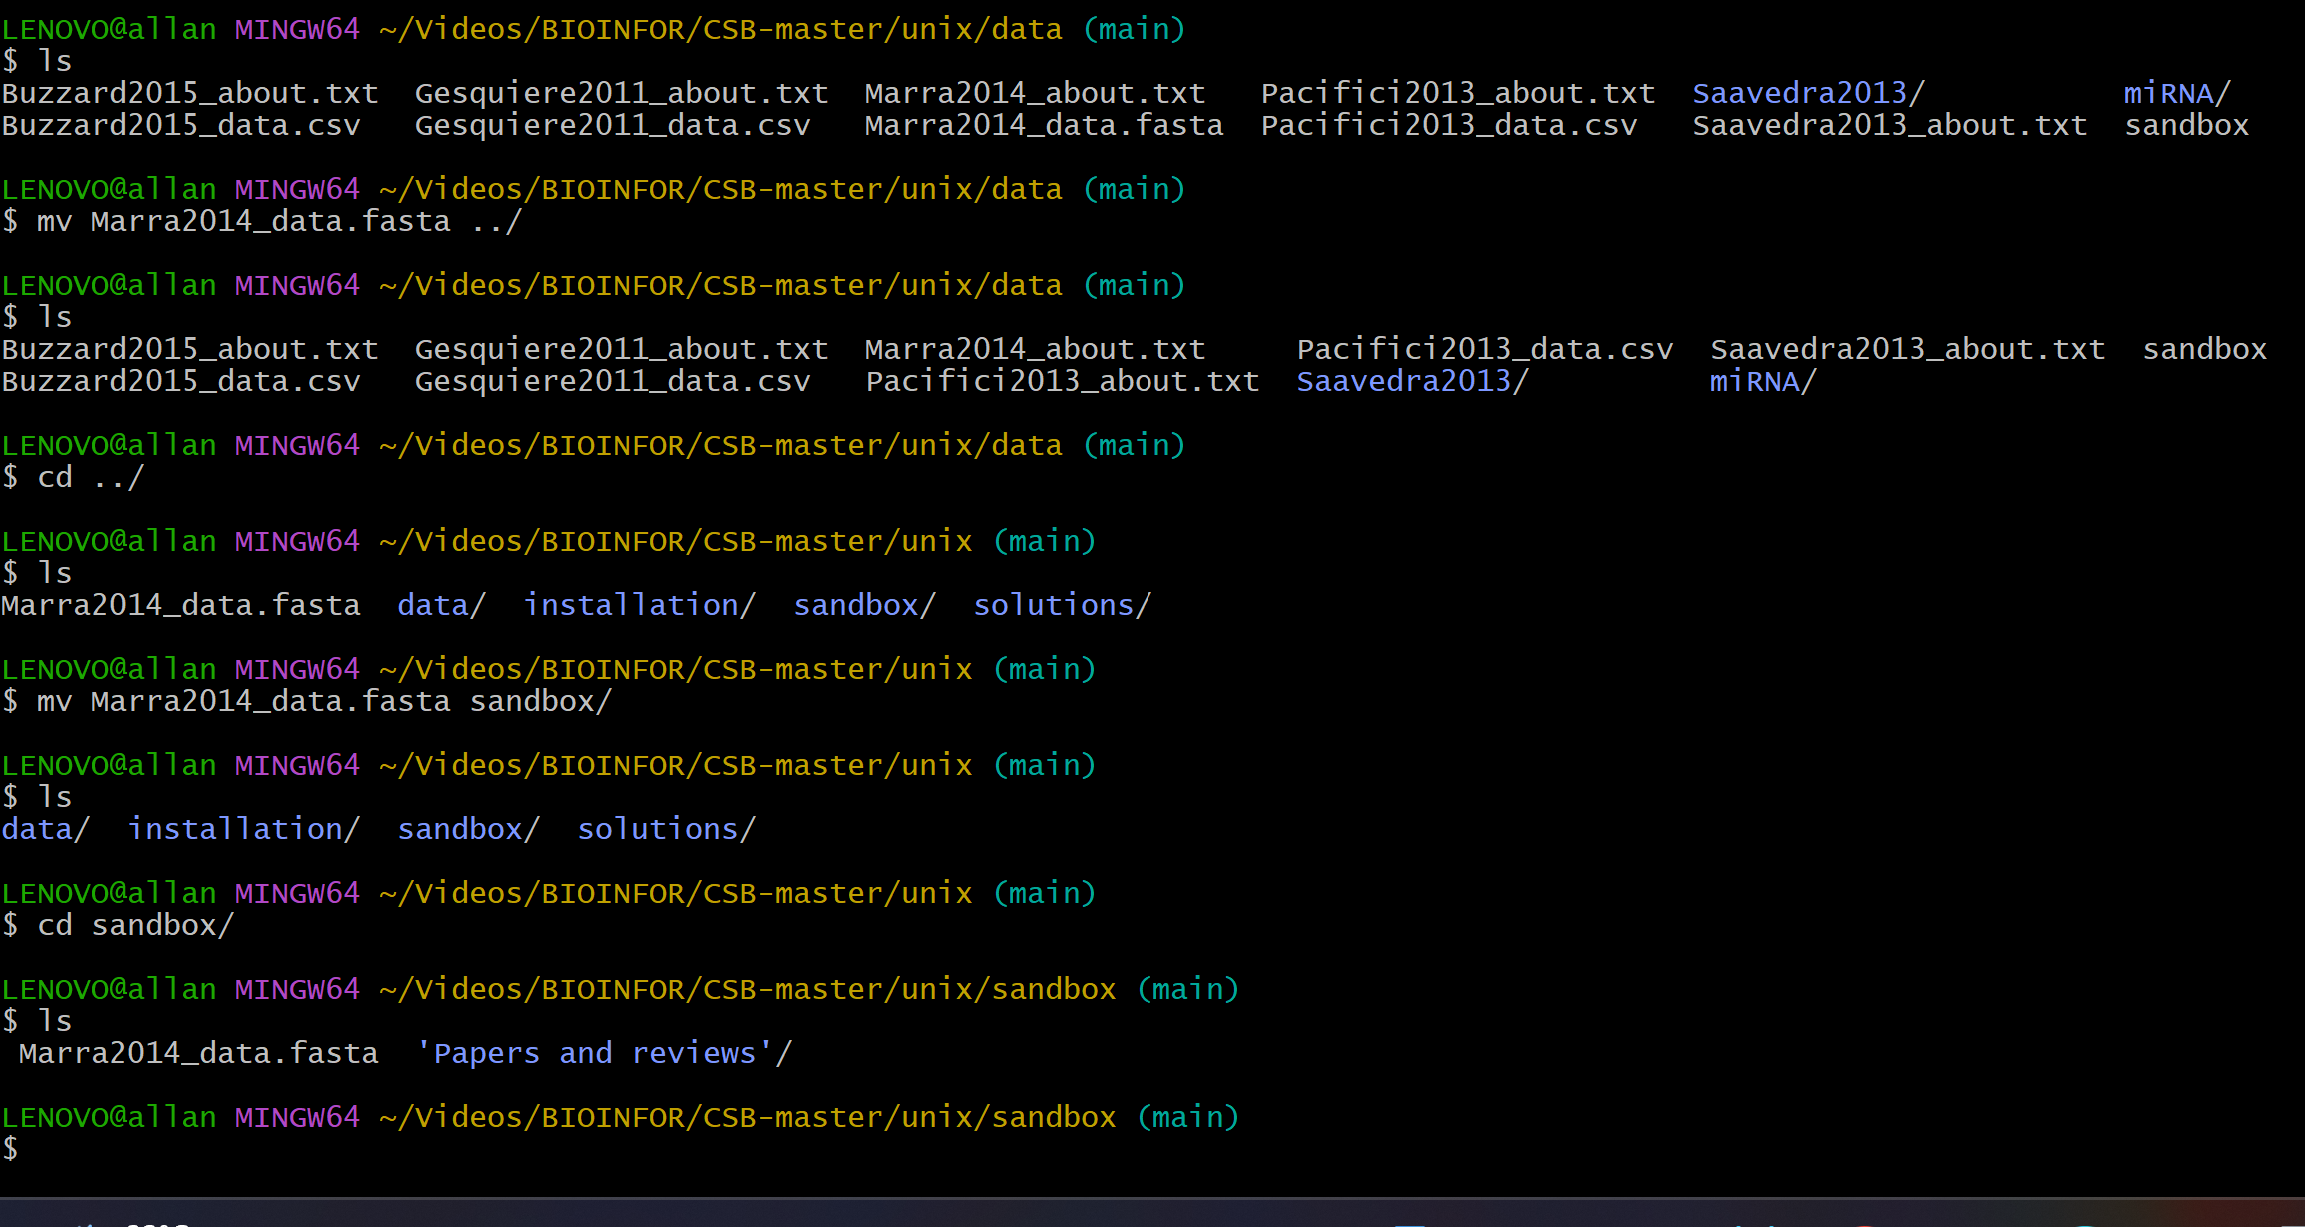 LENOVO@allan MINGW64 ~/Videos/BIOINFOR/CSB-master/unix/data (main)
$ ls
Buzzard2015_about.txt  Gesquiere2011_about.txt  Marra2014_about.txt   Pacifici2013_about.txt  Saavedra2013/           miRNA/
Buzzard2015_data.csv   Gesquiere2011_data.csv   Marra2014_data.fasta  Pacifici2013_data.csv   Saavedra2013_about.txt  sandbox
LENOVO@allan MINGW64 ~/Videos/BIOINFOR/CSB-master/unix/data (main)
$ mv Marra2014_data.fasta ../
LENOVO@allan MINGW64 ~/Videos/BIOINFOR/CSB-master/unix/data (main)
$ ls
Buzzard2015_about.txt  Gesquiere2011_about.txt  Marra2014_about.txt     Pacifici2013_data.csv  Saavedra2013_about.txt  sandbox
Buzzard2015_data.csv   Gesquiere2011_data.csv   Pacifici2013_about.txt  Saavedra2013/          miRNA/
LENOVO@allan MINGW64 ~/Videos/BIOINFOR/CSB-master/unix/data (main)
$ cd ../
LENOVO@allan MINGW64 ~/Videos/BIOINFOR/CSB-master/unix (main)
$ ls
Marra2014_data.fasta  data/  installation/  sandbox/  solutions/
LENOVO@allan MINGW64 ~/Videos/BIOINFOR/CSB-master/unix (main)
$ mv Marra2014_data.fasta sandbox/
LENOVO@allan MINGW64 ~/Videos/BIOINFOR/CSB-master/unix (main)
$ ls
data/  installation/  sandbox/  solutions/
LENOVO@allan MINGW64 ~/Videos/BIOINFOR/CSB-master/unix (main)
$ cd sandbox/
LENOVO@allan MINGW64 ~/Videos/BIOINFOR/CSB-master/unix/sandbox (main)
$ ls
 Marra2014_data.fasta  'Papers and reviews'/
LENOVO@allan MINGW64 ~/Videos/BIOINFOR/CSB-master/unix/sandbox (main)
$